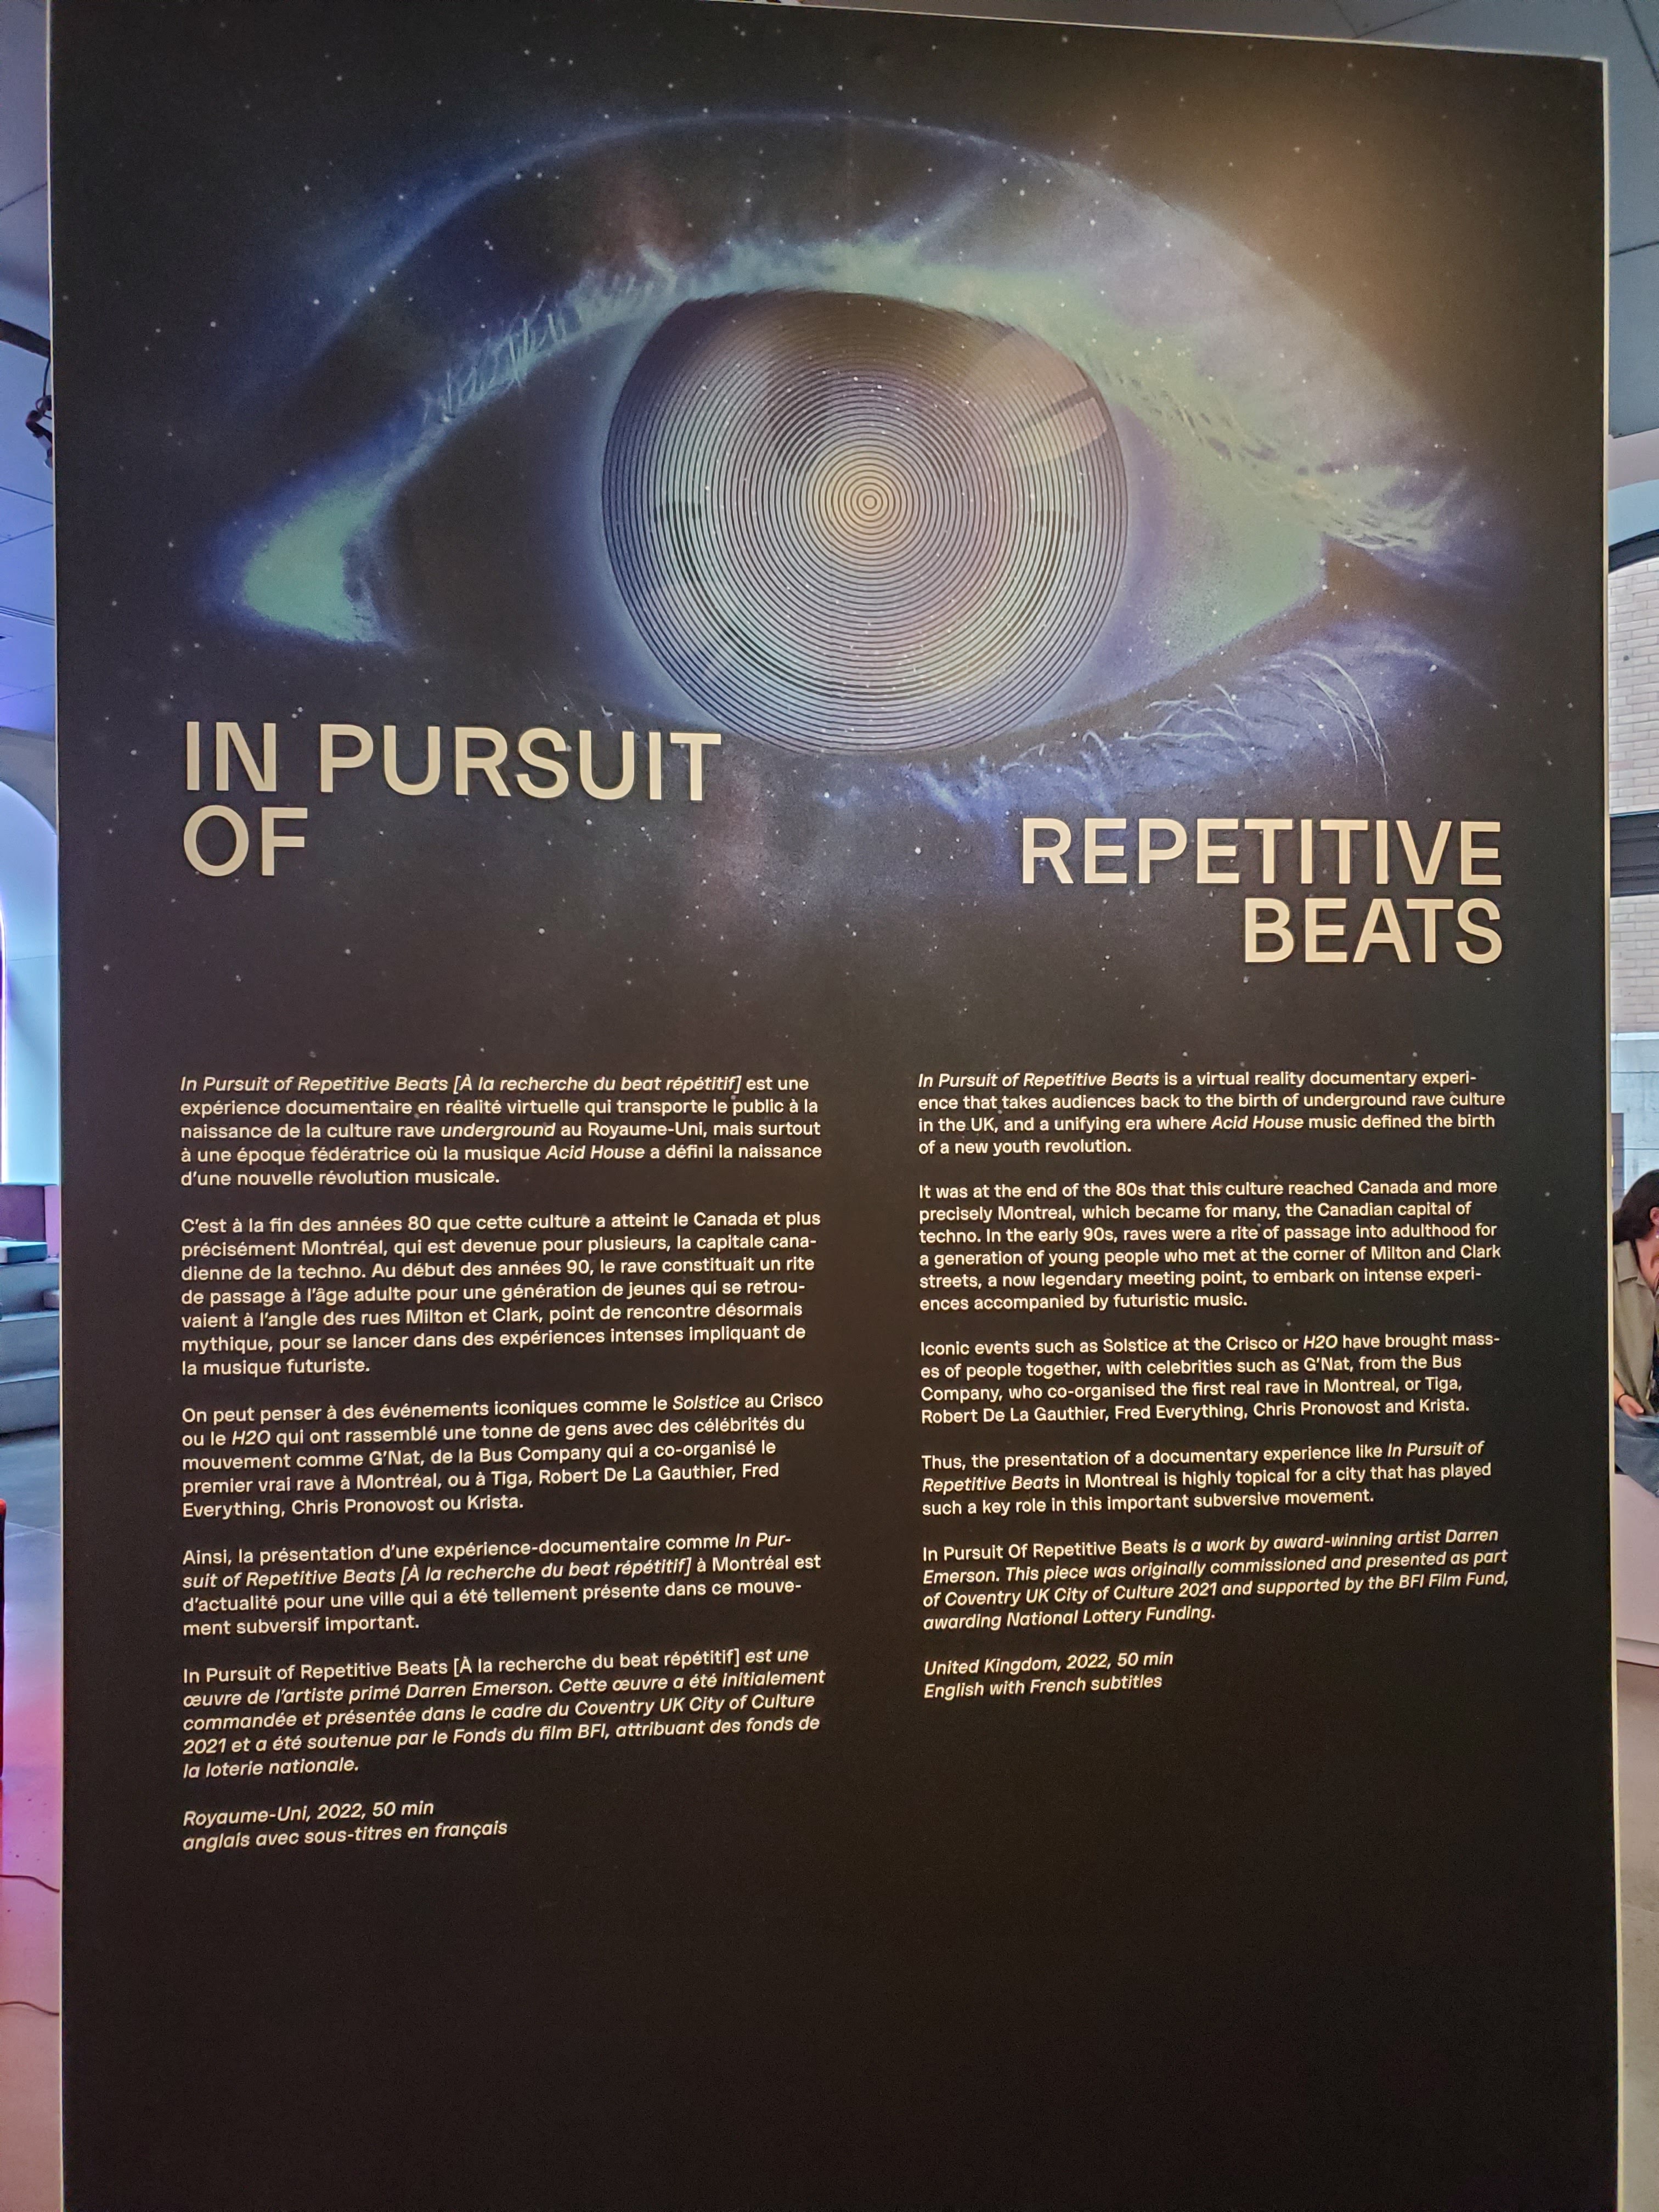 IN PURSUIT
OF
REPETITIVE
BEATS
In Pursuit of Repetitive Beats [À la recherche du beat répétitif] est une
expérience documentaire en réalité virtuelle qui transporte le public à la
naissance de la culture rave underground au Royaume-Uni, mais surtout
à une époque fédératrice où la musique Acid House a défini la naissance
d'une nouvelle révolution musicale.
C'est à la fin des années 80 que cette culture a atteint le Canada et plus
précisément Montréal, qui est devenue pour plusieurs, la capitale cana-
dienne de la techno. Au début des années 90, le rave constituait un rite
de passage à l'âge adulte pour une génération de jeunes qui se retrou-
vaient à l'angle des rues Milton et Clark, point de rencontre désormais
mythique, pour se lancer dans des expériences intenses impliquant de
la musique futuriste.
On peut penser à des événements iconiques comme le Solstice au Crisco
ou le H2O qui ont rassemblé une tonne de gens avec des célébrités du
mouvement comme G'Nat, de la Bus Company qui a co-organisé le
premier vrai rave à Montréal, ou à Tiga, Robert De La Gauthier, Fred
Everything, Chris Pronovost ou Krista.
Ainsi, la présentation d'une expérience-documentaire comme In Pur-
suit of Repetitive Beats [À la recherche du beat répétitif] à Montréal est
d'actualité pour une ville qui a été tellement présente dans ce mouve-
ment subversif important.
In Pursuit of Repetitive Beats [À la recherche du beat répétitif] est une
œuvre de l'artiste primé Darren Emerson. Cette œuvre a été initialement
commandée et présentée dans le cadre du Coventry UK City of Culture
2021 et a été soutenue par le Fonds du film BFI, attribuant des fonds de
la loterie nationale.
Royaume-Uni, 2022, 50 min
anglais avec sous-titres en français
In Pursuit of Repetitive Beats is a virtual reality documentary experi-
ence that takes audiences back to the birth of underground rave culture
in the UK, and a unifying era where Acid House music defined the birth
of a new youth revolution.
It was at the end of the 80s that this culture reached Canada and more
precisely Montreal, which became for many, the Canadian capital of
techno. In the early 90s, raves were a rite of passage into adulthood for
a generation of young people who met at the corner of Milton and Clark
streets, a now legendary meeting point, to embark on intense experi-
ences accompanied by futuristic music.
Iconic events such as Solstice at the Crisco or H2O have brought mass-
es of people together, with celebrities such as G'Nat, from the Bus
Company, who co-organised the first real rave in Montreal, or Tiga,
Robert De La Gauthier, Fred Everything, Chris Pronovost and Krista.
Thus, the presentation of a documentary experience like In Pursuit of
Repetitive Beats in Montreal is highly topical for a city that has played
such a key role in this important subversive movement.
In Pursuit Of Repetitive Beats is a work by award-winning artist Darren
Emerson. This piece was originally commissioned and presented as part
of Coventry UK City of Culture 2021 and supported by the BFI Film Fund,
awarding National Lottery Funding.
United Kingdom, 2022, 50 min
English with French subtitles